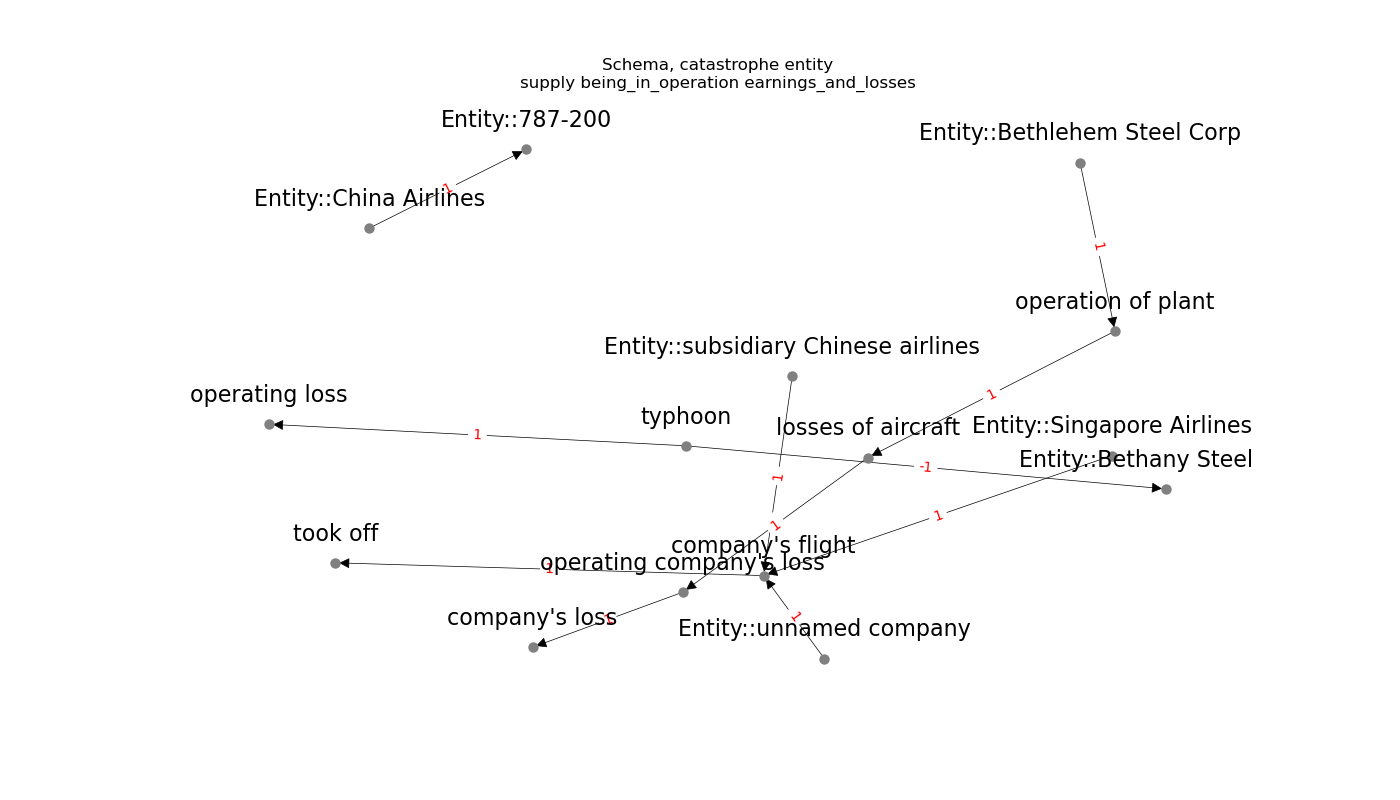 Schema, catastrophe entity
supply being_in_operation earnings_and_losses
Entity::787-200
Entity::Bethlehem Steel Corp
1
Entity::China Airlines
1
operation of plant
Entity::subsidiary Chinese airlines
operating loss
1
typhoon
losses of aircraft
Entity::Singapore Airlines
1
-1
Entity::Bethany Steel
1
1
1
took off
company's flight
operating company's loss
1
company's loss
1
1
Entity::unnamed company